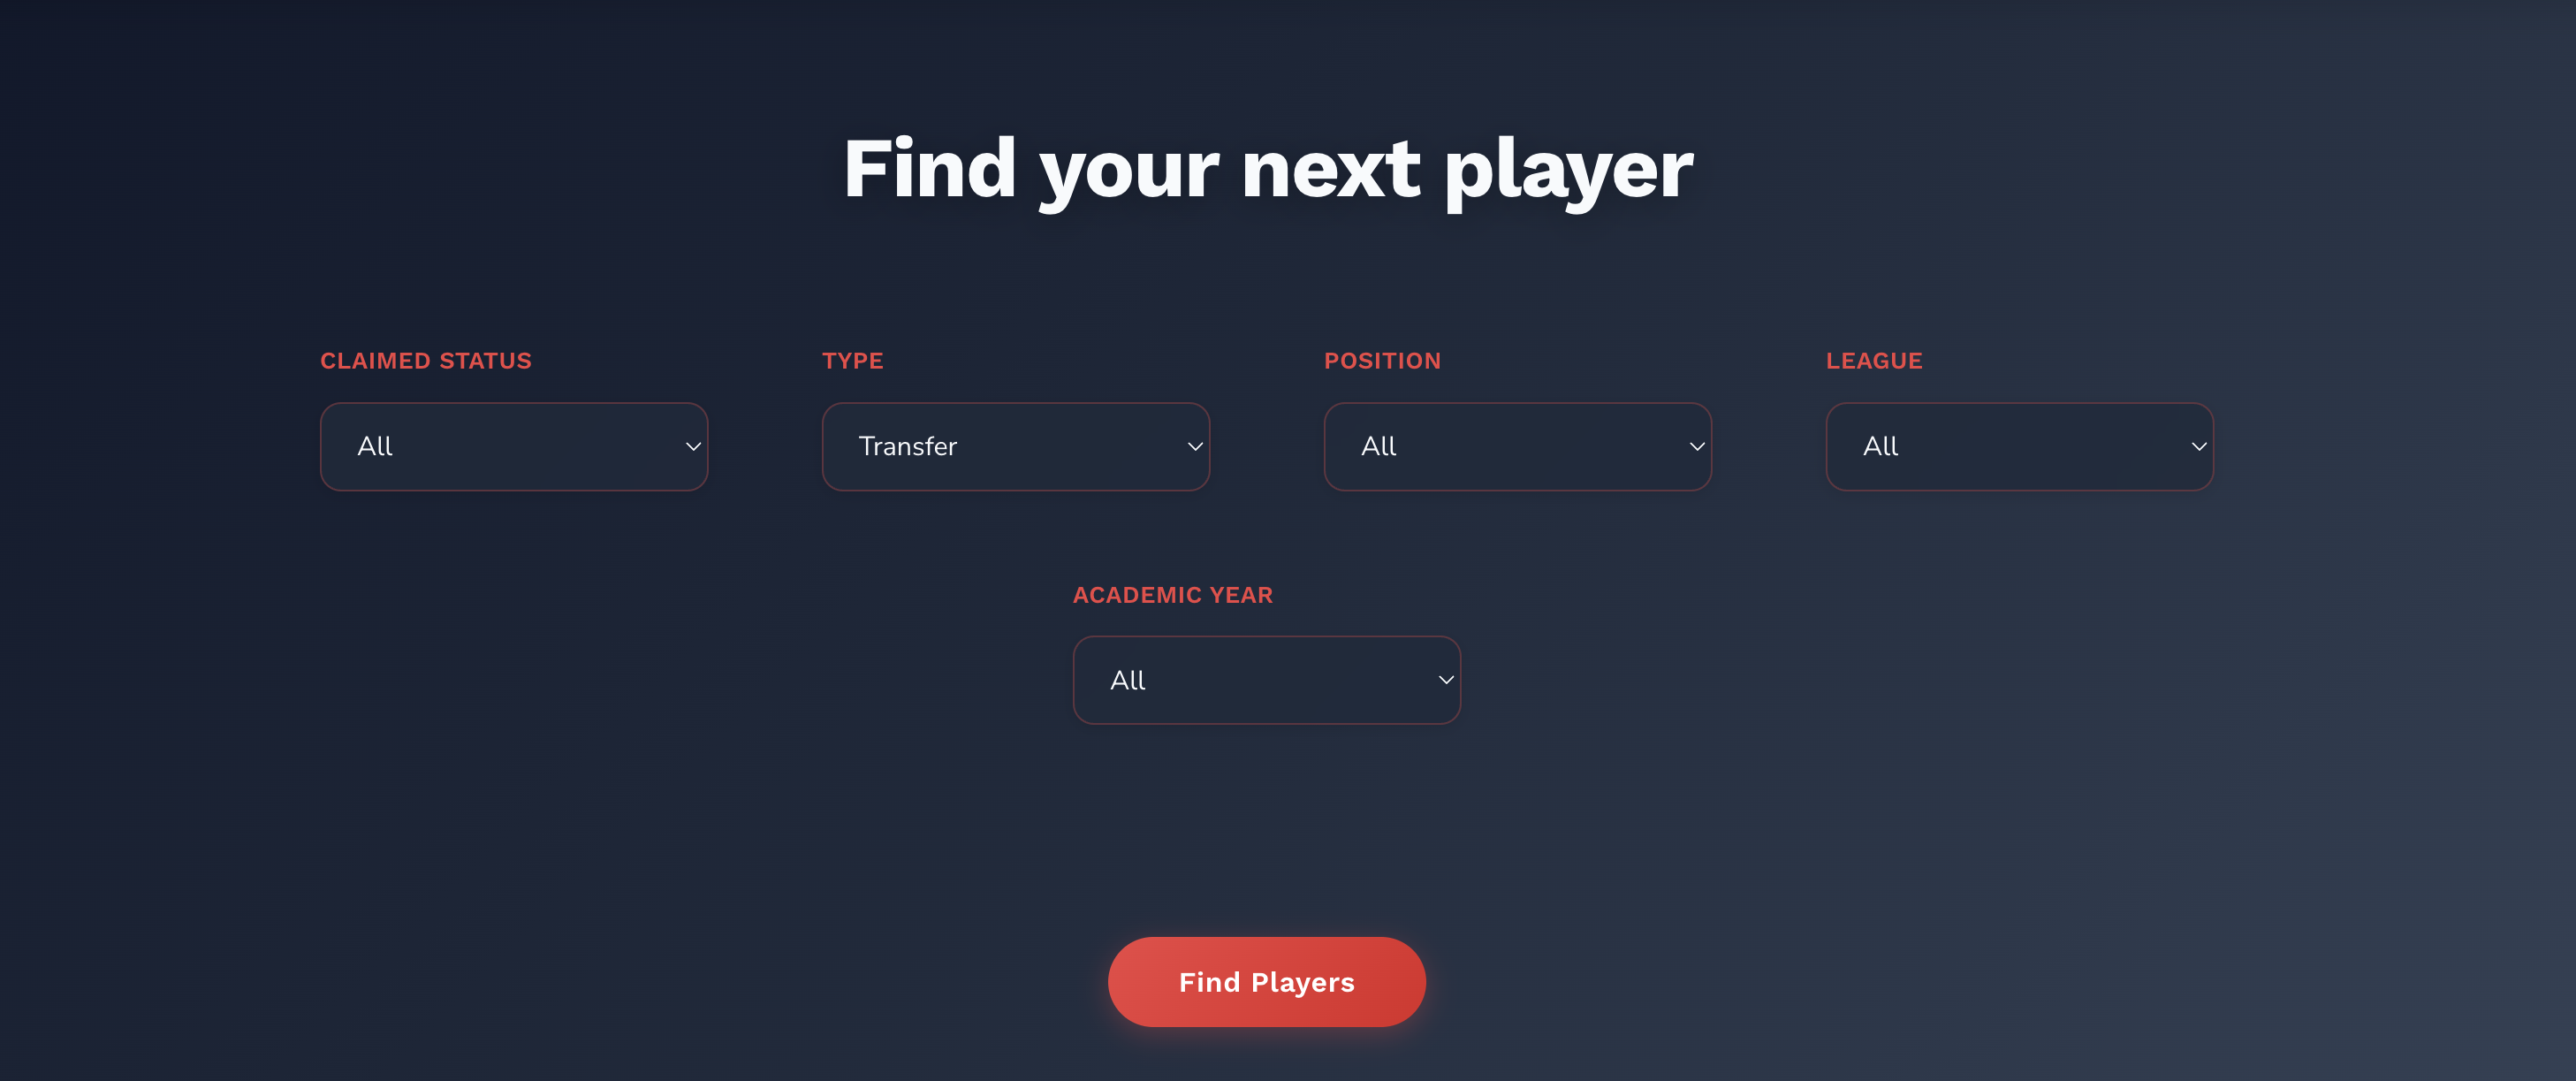 Find your next player
CLAIMED STATUS
TYPE
POSITION
LEAGUE
All
Transfer
All
All
ACADEMIC YEAR
All
Find Players